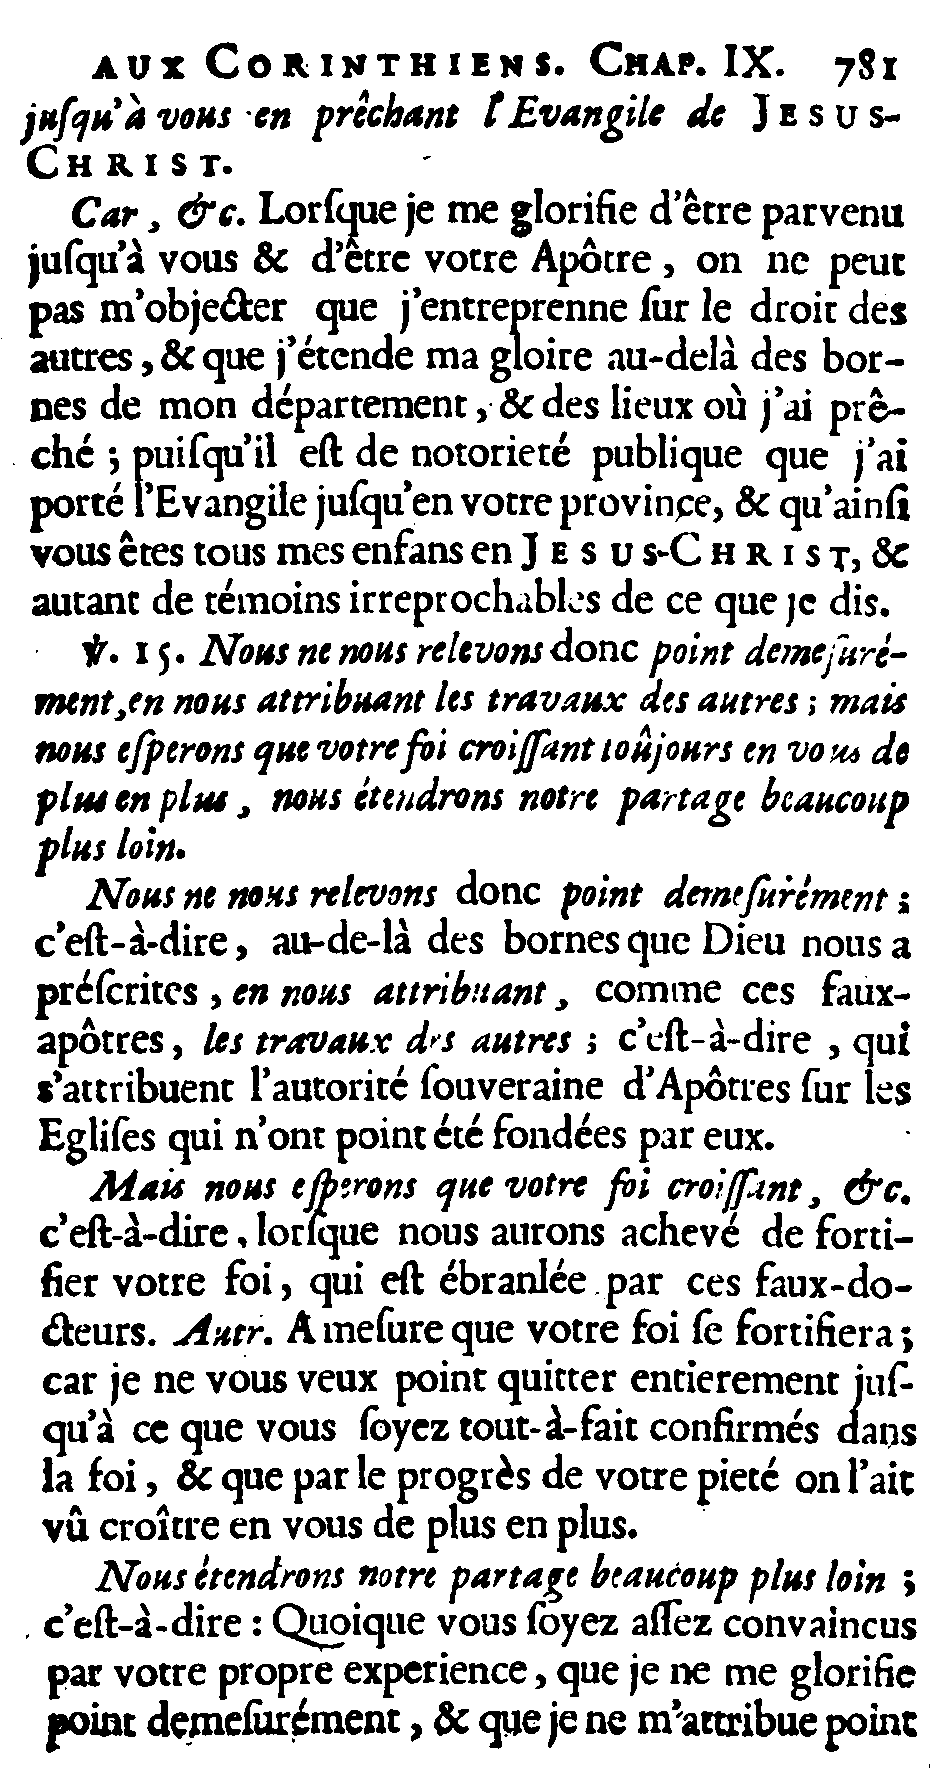 AUX CORINTHIENS. CHAP. IX. 781
juſqu'à vous en prêchant l'Evangile de JESUS-
CHRIST.
Car, &c. Lorſque je me glorifie d'être parvenu
juſqu'à vous & d'être votre Apôtre, on ne peut
pas m'objecter que j'entreprenne ſur le droit des
autres, & que j'étende ma gloire au-delà des bor-
nes de mon département, & des lieux où j'ai prê-
ché ; puiſqu'il eſt de notorieté publique que j'ai
porté l'Evangile juſqu'en votre province, & qu'ainſi
vous êtes tous mes enfans en JESUS-CHRIST, &
autant de témoins irreprochables de ce que je dis.
℣. 15. Nous ne nous relevons donc point demeſuré-
ment, en nous attribuant les travaux des autres ; mais
nous eſperons que votre foi croiſſant toûjours en vous de
plus en plus, nous étendrons notre partage beaucoup
plus loin.
Nous ne nous relevons donc point demeſurément ;
c'eſt-à-dire, au-de-là des bornes que Dieu nous a
préſcrites, en nous attribuant, comme ces faux-
apôtres, les travaux des autres ; c'eſt-à-dire, qui
s'attribuent l'autorité ſouveraine d'Apôtres ſur les
Egliſes qui n'ont point été fondées par eux.
Mais nous eſperons que votre foi croiſſant, &c.
c'eſt-à-dire, lorſque nous aurons achevé de forti-
fier votre foi, qui eſt ébranlée par ces faux-do-
cteurs. Autr. A meſure que votre foi ſe fortifiera ;
car je ne vous veux point quitter entierement juſ-
qu'à ce que vous ſoyez tout-à-fait confirmés dans
la foi, & que par le progrès de votre pieté on l'ait
vû croître en vous de plus en plus.
Nous étendrons notre partage beaucoup plus loin ;
c'eſt-à-dire : Quoique vous ſoyez aſſez convaincus
par votre propre experience, que je ne me glorifie
point demeſurément, & que je ne m'attribue point